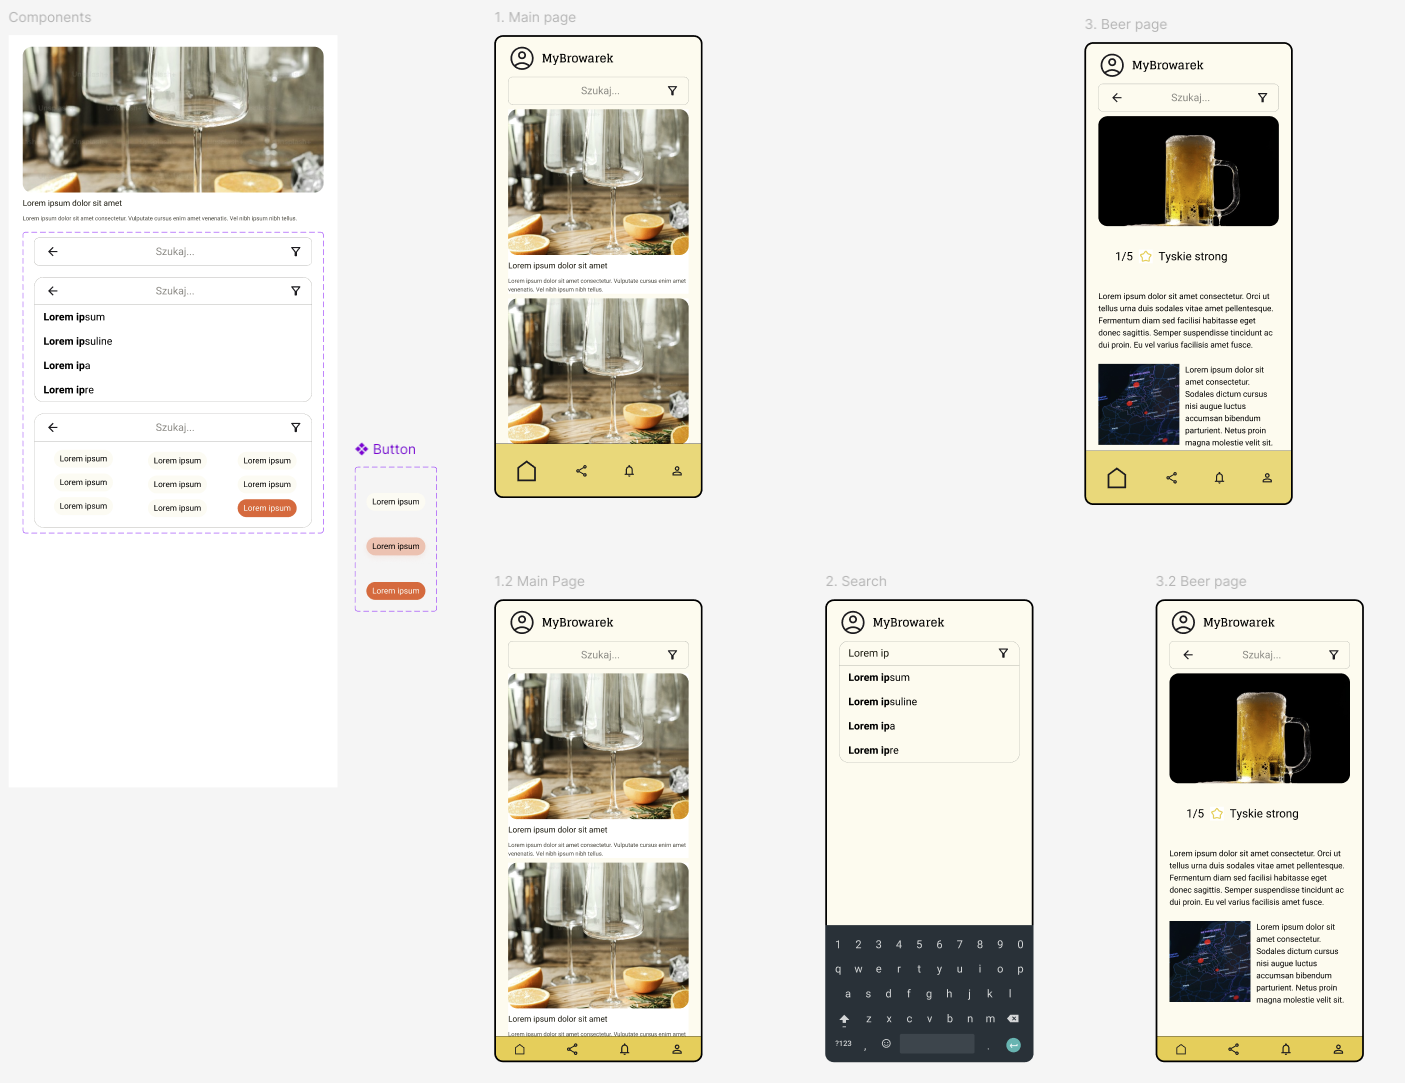 Components
Lorem ipsum dolor sit amet
Lorem ipsum dolor sit amet consectetur. Vulputate cursus enim amet venenatis. Vel nibh ipsum nibh tellus.
Szukaj...
Szukaj...
Lorem ipsum
Lorem ipsuline
Lorem ipa
Lorem ipre
Szukaj...
Lorem ipsum Lorem ipsum Lorem ipsum
Lorem ipsum Lorem ipsum Lorem ipsum
Lorem ipsum Lorem ipsum Lorem ipsum
Button
Lorem ipsum
Lorem ipsum
Lorem ipsum
1. Main page
MyBrowarek
Szukaj...
Lorem ipsum dolor sit amet
Lorem ipsum dolor sit amet consectetur. Vulputate cursus enim amet
venenatis. Vel nibh ipsum nibh tellus.
3. Beer page
MyBrowarek
Szukaj...
1/5 Tyskie strong
Lorem ipsum dolor sit amet consectetur. Orci ut
tellus urna duis sodales vitae amet pellentesque.
Fermentum diam sed facilisi habitasse eget
donec sagittis. Semper suspendisse tincidunt ac
dui proin. Eu vel varius facilisis amet fusce.
Lorem ipsum dolor sit
amet consectetur.
Sodales dictum cursus
nisi augue luctus
accumsan bibendum
parturient. Netus proin
magna molestie velit sit.
1.2 Main Page
MyBrowarek
Szukaj...
Lorem ipsum dolor sit amet
Lorem ipsum dolor sit amet consectetur. Vulputate cursus enim amet
venenatis. Vel nibh ipsum nibh tellus.
Lorem ipsum dolor sit amet
Lorem ipsum dolor sit amet consectetur. Vulputate cursus enim amet
2. Search
MyBrowarek
Lorem ip
Lorem ipsum
Lorem ipsuline
Lorem ipa
Lorem ipre
1 2 3 4 5 6 7 8 9 0
q w e r t y u i o p
a s d f g h j k l
z x c v b n m
?123 , .
3.2 Beer page
MyBrowarek
Szukaj...
1/5 Tyskie strong
Lorem ipsum dolor sit amet consectetur. Orci ut
tellus urna duis sodales vitae amet pellentesque.
Fermentum diam sed facilisi habitasse eget
donec sagittis. Semper suspendisse tincidunt ac
dui proin. Eu vel varius facilisis amet fusce.
Lorem ipsum dolor sit
amet consectetur.
Sodales dictum cursus
nisi augue luctus
accumsan bibendum
parturient. Netus proin
magna molestie velit sit.